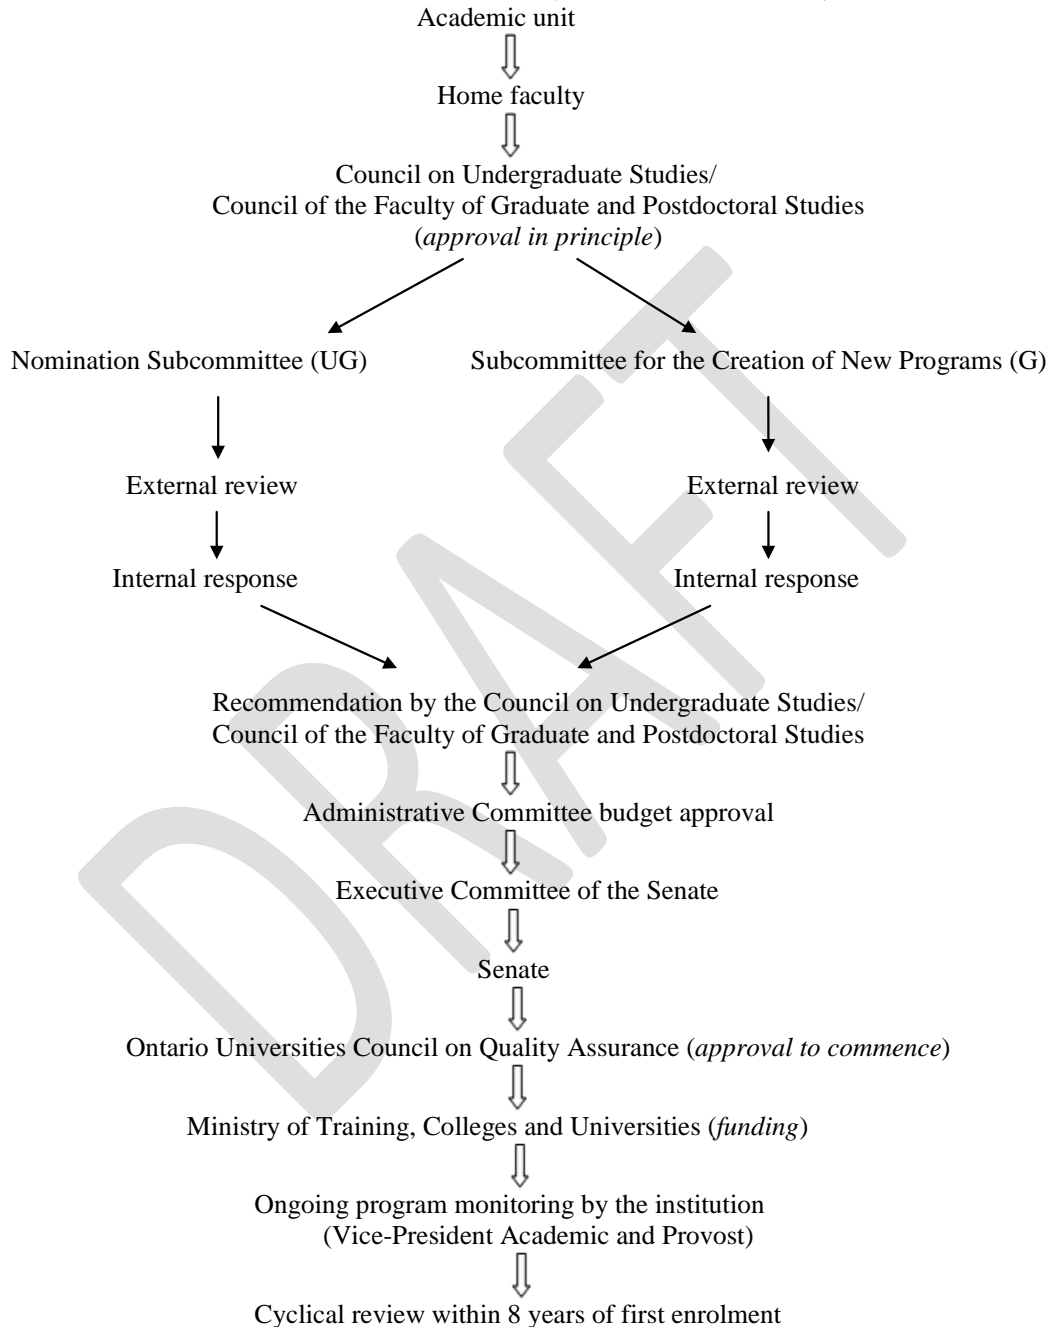 Academic unit
Home faculty
Council on Undergraduate Studies/
Council of the Faculty of Graduate and Postdoctoral Studies
(approval in principle)
Nomination Subcommittee (UG)
Subcommittee for the Creation of New Programs (G)
External review
External review
Internal response
Internal response
Recommendation by the Council on Undergraduate Studies/
Council of the Faculty of Graduate and Postdoctoral Studies
Administrative Committee budget approval
Executive Committee of the Senate
Senate
Ontario Universities Council on Quality Assurance (approval to commence)
Ministry of Training, Colleges and Universities (funding)
Ongoing program monitoring by the institution
(Vice-President Academic and Provost)
Cyclical review within 8 years of first enrolment
DRAFT